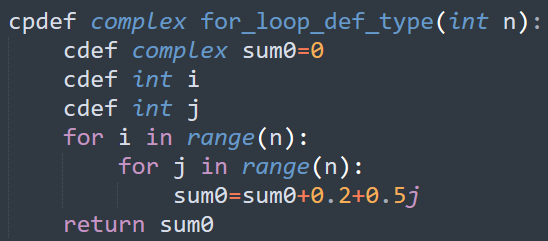 cpdef complex for_loop_def_type(int n):
    cdef complex sum0=0
    cdef int i
    cdef int j
    for i in range(n):
        for j in range(n):
            sum0=sum0+0.2+0.5j
    return sum0